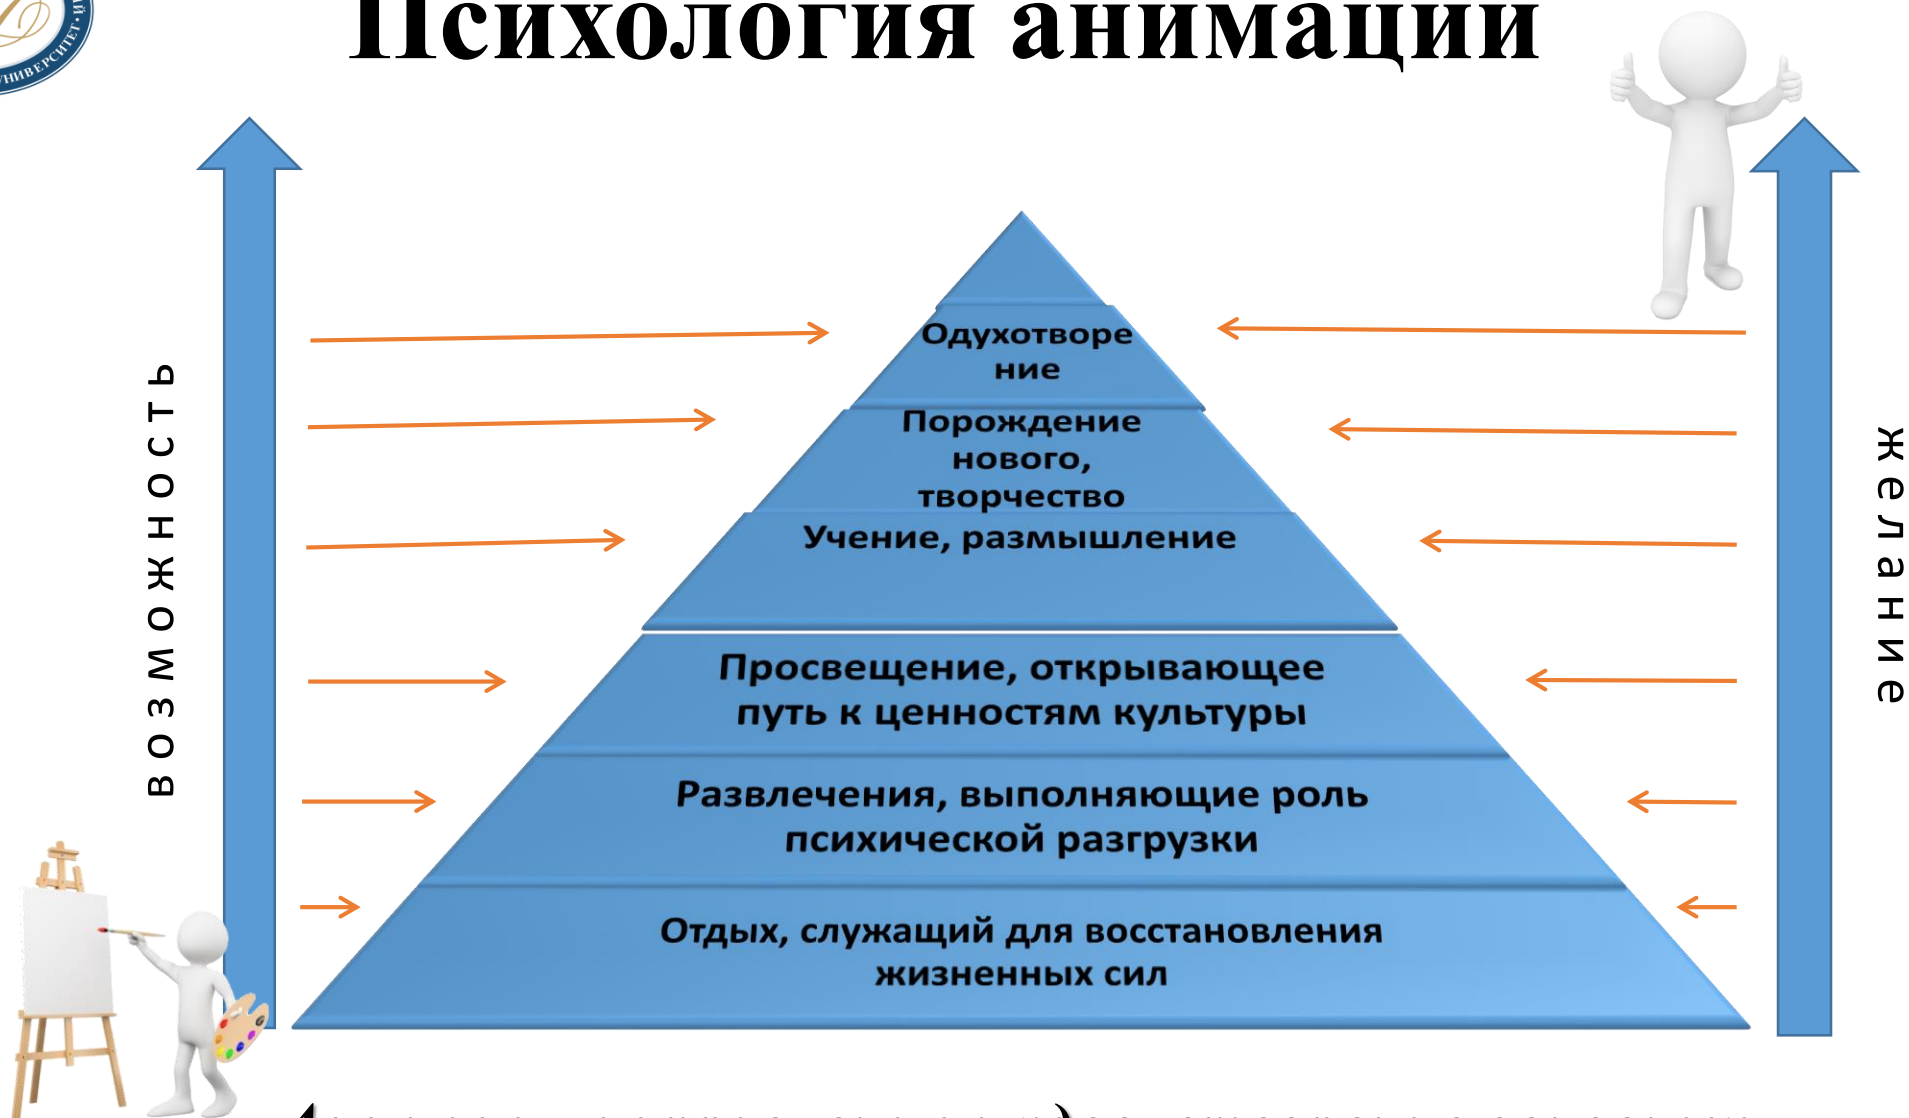 Психология анимации
УНИВЕРСИТЕТ
возможность
желание
Одухотворе
ние
Порождение
нового,
творчество
Учение, размышление
Просвещение, открывающее
путь к ценностям культуры
Развлечения, выполняющие роль
психической разгрузки
Отдых, служащий для восстановления
жизненных сил